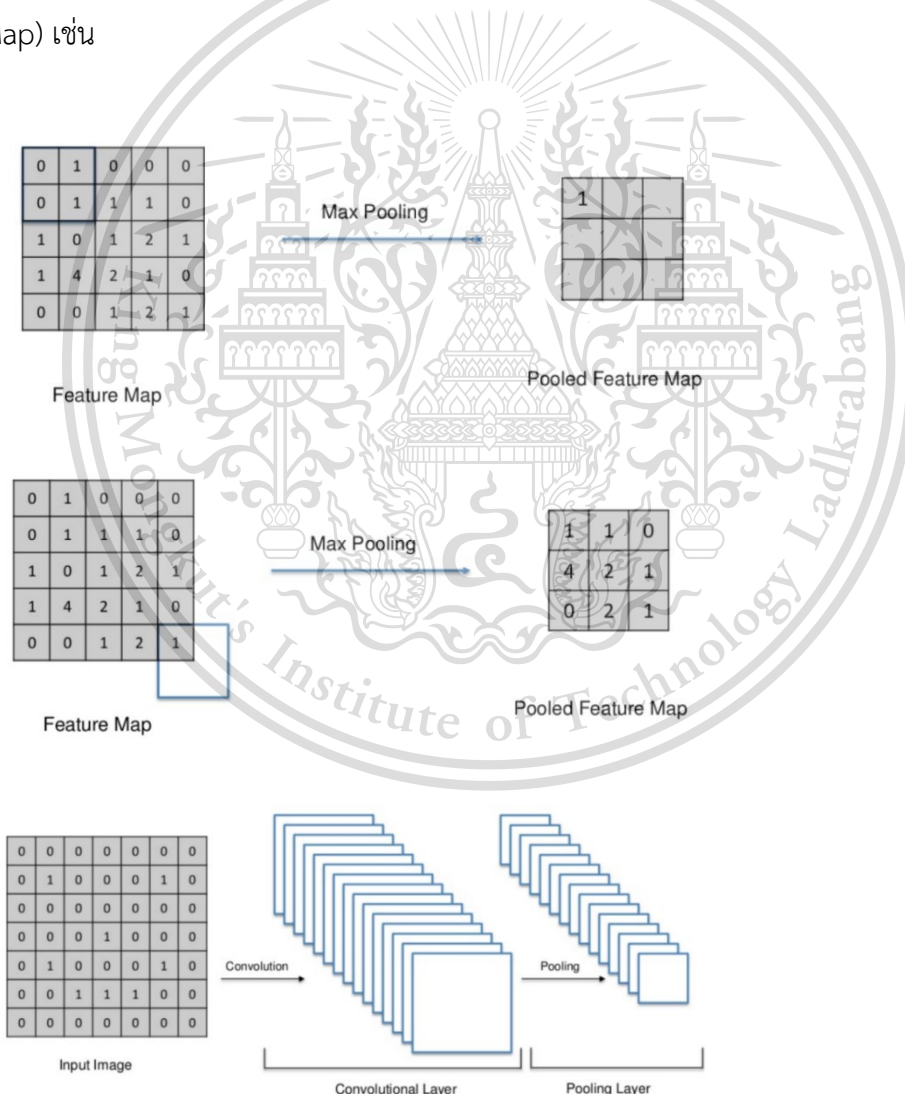 Map) เช่น
0 1 0 0 0
0 1 1 1 0
1 0 1 2 1
1 4 2 1 0
0 0 1 2 1
Max Pooling
1
Feature Map
Pooled Feature Map
0 1 0 0 0
0 1 1 1 0
1 0 1 2 1
1 4 2 1 0
0 0 1 2 1
Max Pooling
1 1 0
4 2 1
0 2 1
Feature Map
Pooled Feature Map
King Mongkut's Institute of Technology Ladkrabang
0 0 0 0 0 0 0
0 1 0 0 0 1 0
0 0 0 0 0 0 0
0 0 0 1 0 0 0
0 1 0 0 0 1 0
0 0 1 1 1 0 0
0 0 0 0 0 0 0
Convolution
Pooling
Input Image
Convolutional Layer
Pooling Layer